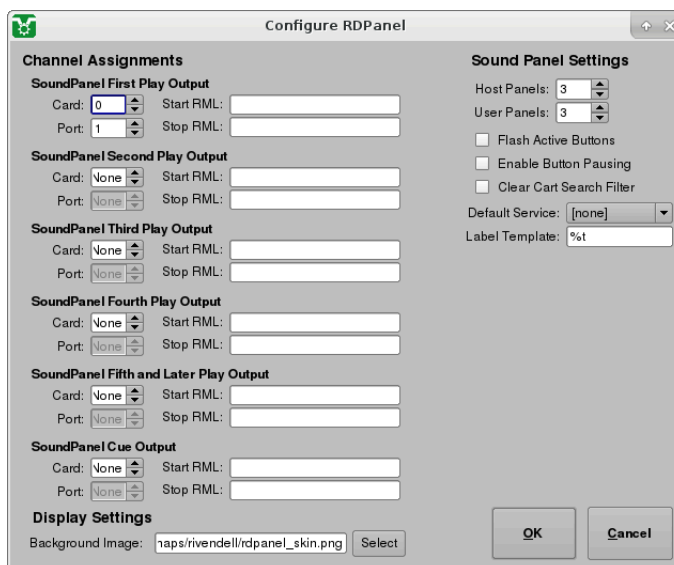 Configure RDPanel
Channel Assignments
SoundPanel First Play Output
Card: 0 Start RML:
Port: 1 Stop RML:
SoundPanel Second Play Output
Card: None Start RML:
Port: None Stop RML:
SoundPanel Third Play Output
Card: None Start RML:
Port: None Stop RML:
SoundPanel Fourth Play Output
Card: None Start RML:
Port: None Stop RML:
SoundPanel Fifth and Later Play Output
Card: None Start RML:
Port: None Stop RML:
SoundPanel Cue Output
Card: None Start RML:
Port: None Stop RML:
Display Settings
Background Image: naps/rivendell/rdpanel_skin.png Select
Sound Panel Settings
Host Panels: 3
User Panels: 3
Flash Active Buttons
Enable Button Pausing
Clear Cart Search Filter
Default Service: [none]
Label Template: %t
OK Cancel